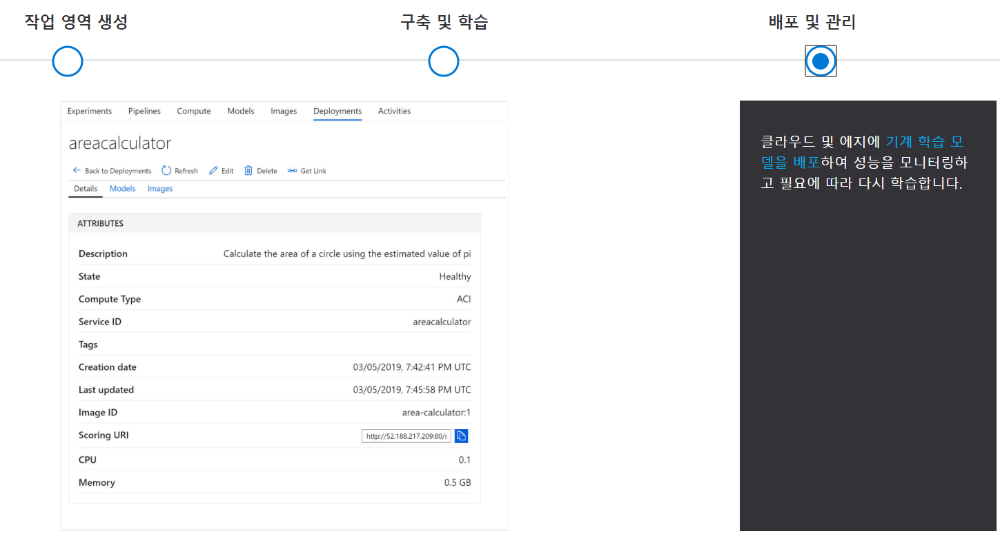 작업 영역 생성
구축 및 학습
배포 및 관리
Experiments Pipelines Compute Models Images Deployments Activities
areacalculator
Back to Deployments Refresh Edit Delete Get Link
Details Models Images
ATTRIBUTES
Description Calculate the area of a circle using the estimated value of pi
State Healthy
Compute Type ACI
Service ID areacalculator
Tags
Creation date 03/05/2019, 7:42:41 PM UTC
Last updated 03/05/2019, 7:45:58 PM UTC
Image ID area-calculator:1
Scoring URI http://52.188.217.209:80/s
CPU 0.1
Memory 0.5 GB
클라우드 및 에지에 기계 학습 모
델을 배포하여 성능을 모니터링하
고 필요에 따라 다시 학습합니다.